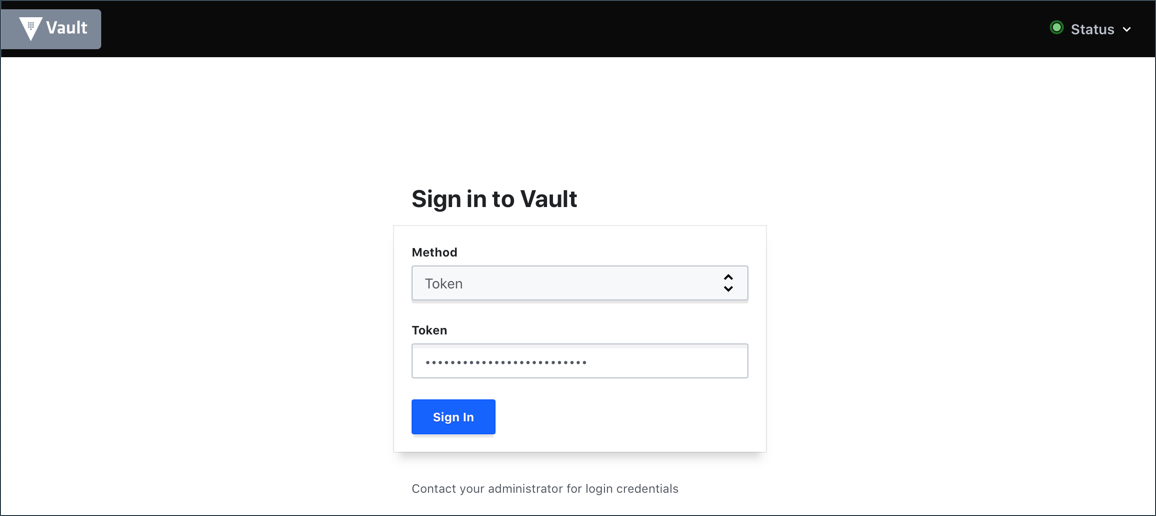 Vault
Status
Sign in to Vault
Method
Token
Token
••••••••••••••••••••••••••
Sign In
Contact your administrator for login credentials